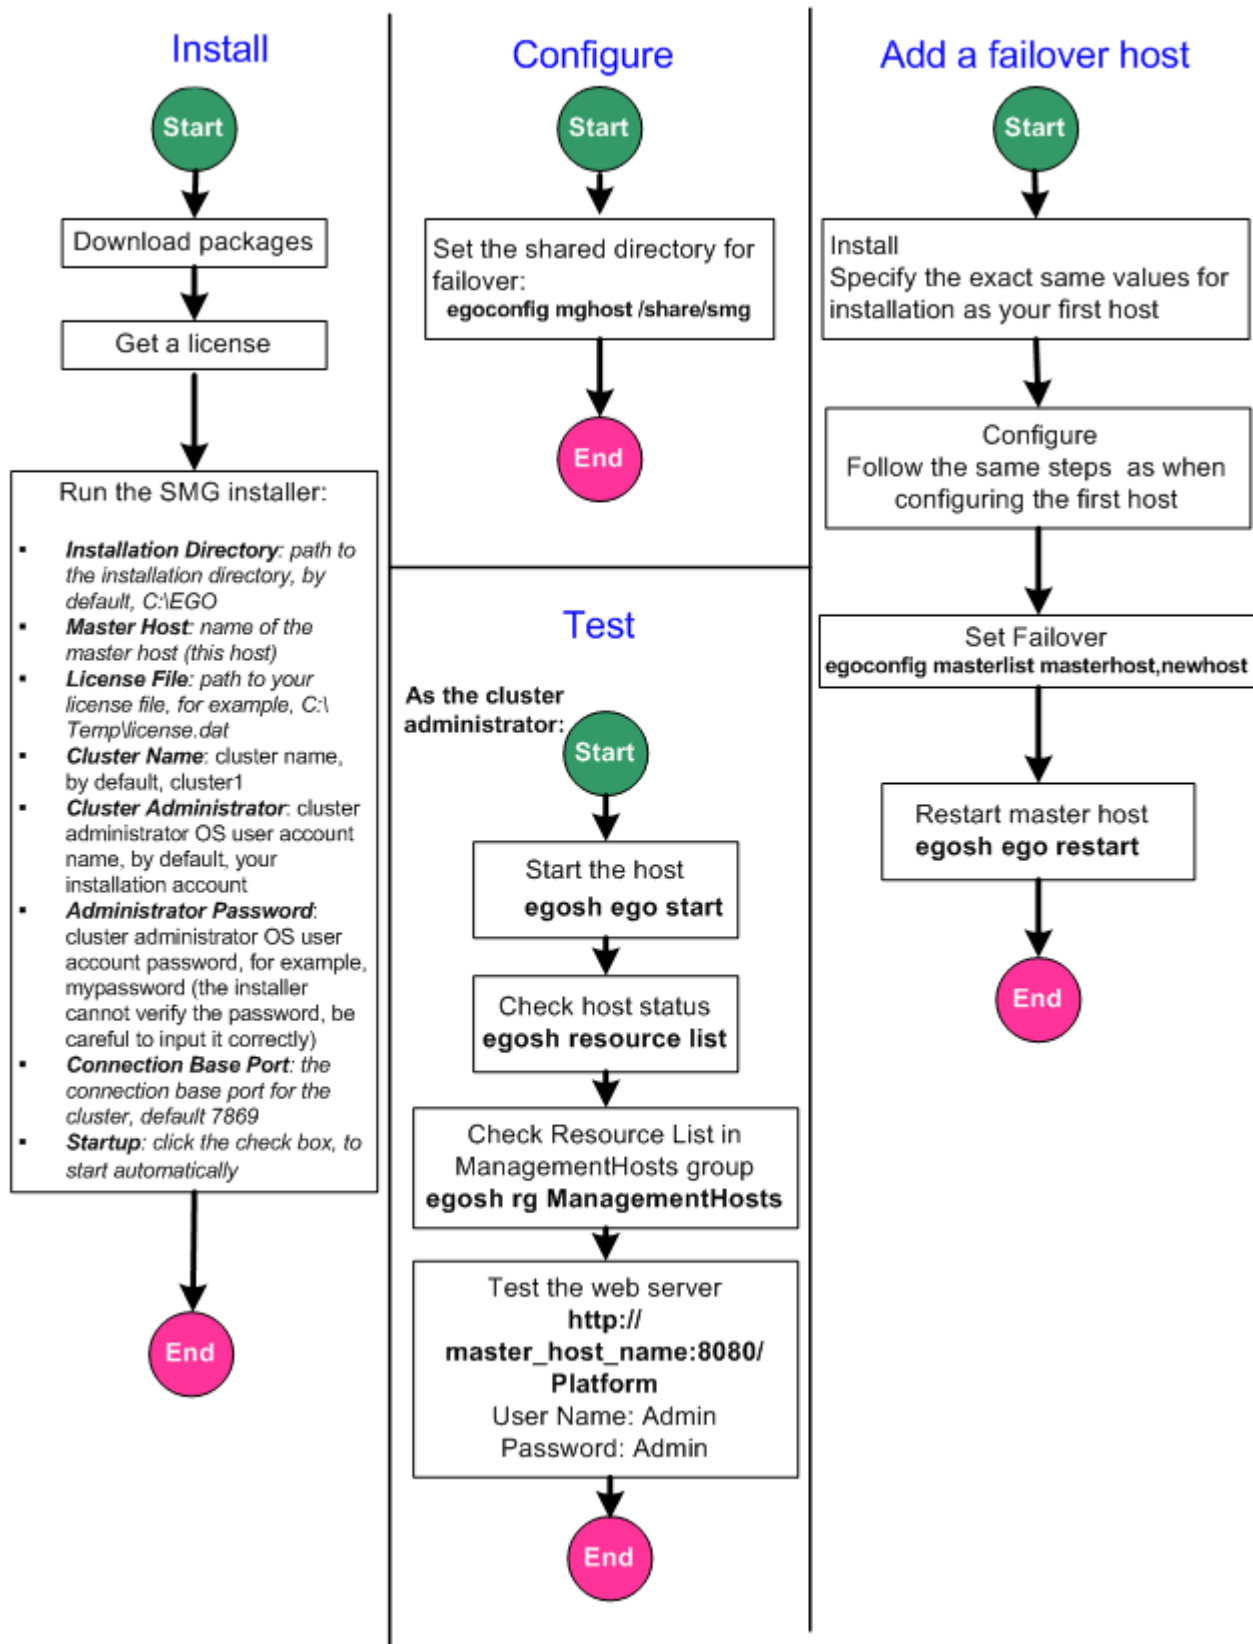 Install
Start
Download packages
Get a license
Run the SMG installer:
▪ Installation Directory: path to
the installation directory, by
default, C:\EGO
▪ Master Host: name of the
master host (this host)
▪ License File: path to your
license file, for example, C:\
Temp\license.dat
▪ Cluster Name: cluster name,
by default, cluster1
▪ Cluster Administrator: cluster
administrator OS user account
name, by default, your
installation account
▪ Administrator Password:
cluster administrator OS user
account password, for example,
mypassword (the installer
cannot verify the password, be
careful to input it correctly)
▪ Connection Base Port: the
connection base port for the
cluster, default 7869
▪ Startup: click the check box, to
start automatically
End
Configure
Start
Set the shared directory for
failover:
egoconfig mghost /share/smg
End
Test
As the cluster
administrator:
Start
Start the host
egosh ego start
Check host status
egosh resource list
Check Resource List in
ManagementHosts group
egosh rg ManagementHosts
Test the web server
http://
master_host_name:8080/
Platform
User Name: Admin
Password: Admin
End
Add a failover host
Start
Install
Specify the exact same values for
installation as your first host
Configure
Follow the same steps as when
configuring the first host
Set Failover
egoconfig masterlist masterhost,newhost
Restart master host
egosh ego restart
End